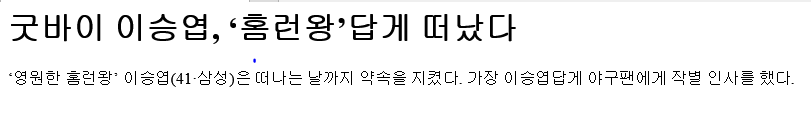 굿바이 이승엽, ‘홈런왕’답게 떠났다
‘영원한 홈런왕’ 이승엽(41·삼성)은 떠나는 날까지 약속을 지켰다. 가장 이승엽답게 야구팬에게 작별 인사를 했다.